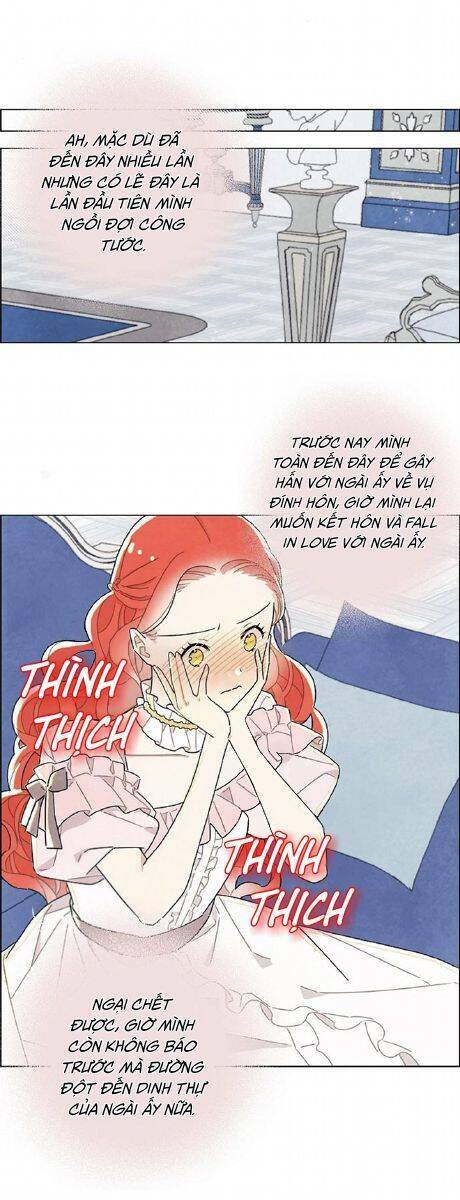 AH, MẶC DÙ ĐÃ
ĐẾN ĐÂY NHIỀU LẦN
NHƯNG CÓ LẼ ĐÂY LÀ
LẦN ĐẦU TIÊN MÌNH
NGỒI ĐỢI CÔNG
TƯỚC.
TRƯỚC NAY MÌNH
TOÀN ĐẾN ĐÂY ĐỂ GÂY
HẤN VỚI NGÀI ẤY VỀ VỤ
ĐÍNH HÔN, GIỜ MÌNH LẠI
MUỐN KẾT HÔN VÀ FALL
IN LOVE VỚI NGÀI ẤY.
THÌNH
THỊCH
THÌNH
THỊCH
NGẠI CHẾT
ĐƯỢC, GIỜ MÌNH
CÒN KHÔNG BÁO
TRƯỚC MÀ ĐƯỜNG
ĐỘT ĐẾN DINH THỰ
CỦA NGÀI ẤY NỮA.